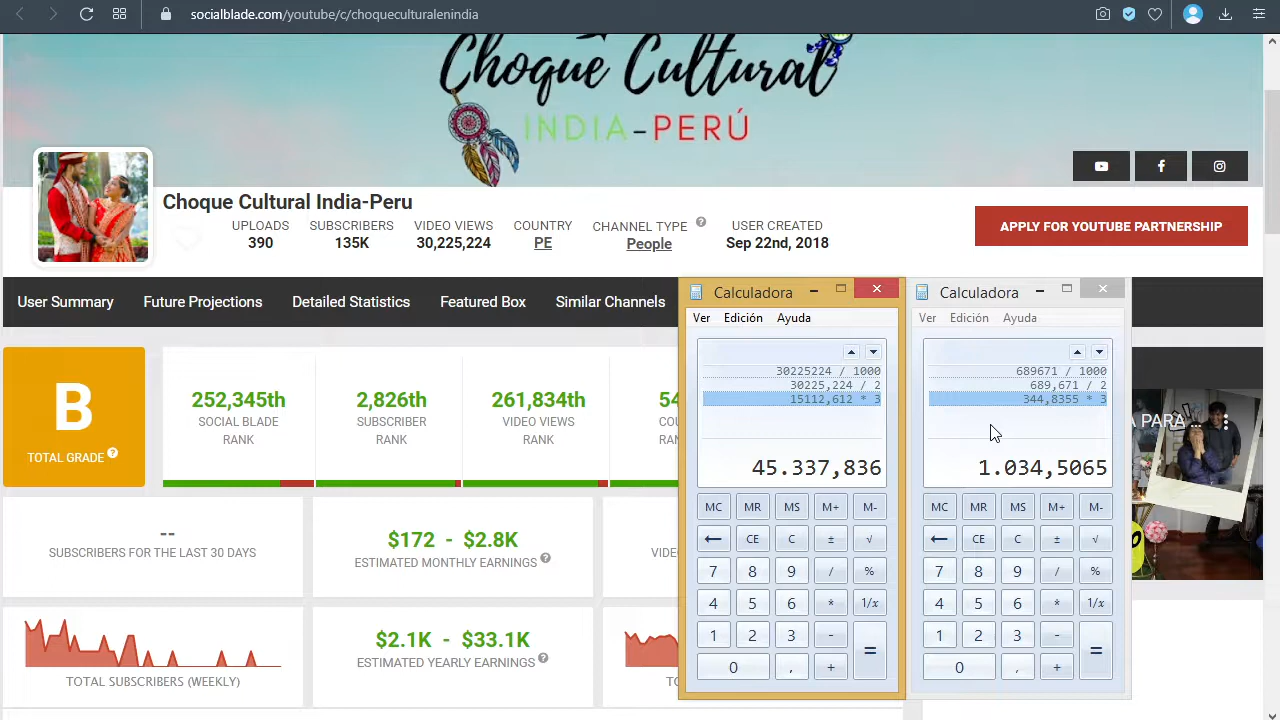 socialblade.com/youtube/c/choqueculturalenindia
Choque Cultural
INDIA-PERÚ
Choque Cultural India-Peru
UPLOADS
390
SUBSCRIBERS
135K
VIDEO VIEWS
30,225,224
COUNTRY
PE
CHANNEL TYPE ?
People
USER CREATED
Sep 22nd, 2018
APPLY FOR YOUTUBE PARTNERSHIP
User Summary
Future Projections
Detailed Statistics
Featured Box
Similar Channels
B
TOTAL GRADE ?
252,345th
SOCIAL BLADE
RANK
2,826th
SUBSCRIBER
RANK
261,834th
VIDEO VIEWS
RANK
54
RANK
--
SUBSCRIBERS FOR THE LAST 30 DAYS
$172 - $2.8K
ESTIMATED MONTHLY EARNINGS ?
$2.1K - $33.1K
ESTIMATED YEARLY EARNINGS ?
TOTAL SUBSCRIBERS (WEEKLY)
Calculadora
Ver Edición Ayuda
30225224 / 1000
30225,224 / 2
15112,612 * 3
45.337,836
MC MR MS M+ M-
← CE C ± √
7 8 9 / %
4 5 6 * 1/x
1 2 3 - =
0 , +
Calculadora
Ver Edición Ayuda
689671 / 1000
689,671 / 2
344,8355 * 3
1.034,5065
MC MR MS M+ M-
← CE C ± √
7 8 9 / %
4 5 6 * 1/x
1 2 3 - =
0 , +
PARA ...